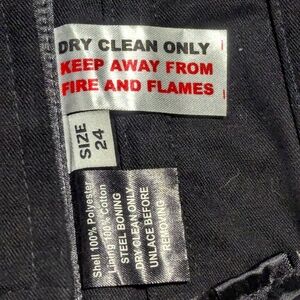 DRY CLEAN ONLY
KEEP AWAY FROM
FIRE AND FLAMES
SIZE
24
Shell 100% Polyester
Lining 100% Cotton
STEEL BONING
DRY CLEAN ONLY
UNLACE BEFORE
REMOVING